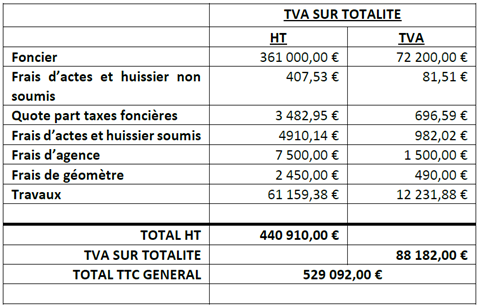 TVA SUR TOTALITE
HT TVA
Foncier 361 000,00 € 72 200,00 €
Frais d’actes et huissier non 407,53 € 81,51 €
soumis
Quote part taxes foncières 3 482,95 € 696,59 €
Frais d’actes et huissier soumis 4910,14 € 982,02 €
Frais d’agence 7 500,00 € 1 500,00 €
Frais de géomètre 2 450,00 € 490,00 €
Travaux 61 159,38 € 12 231,88 €
TOTAL HT 440 910,00 €
TVA SUR TOTALITE 88 182,00 €
TOTAL TTC GENERAL 529 092,00 €